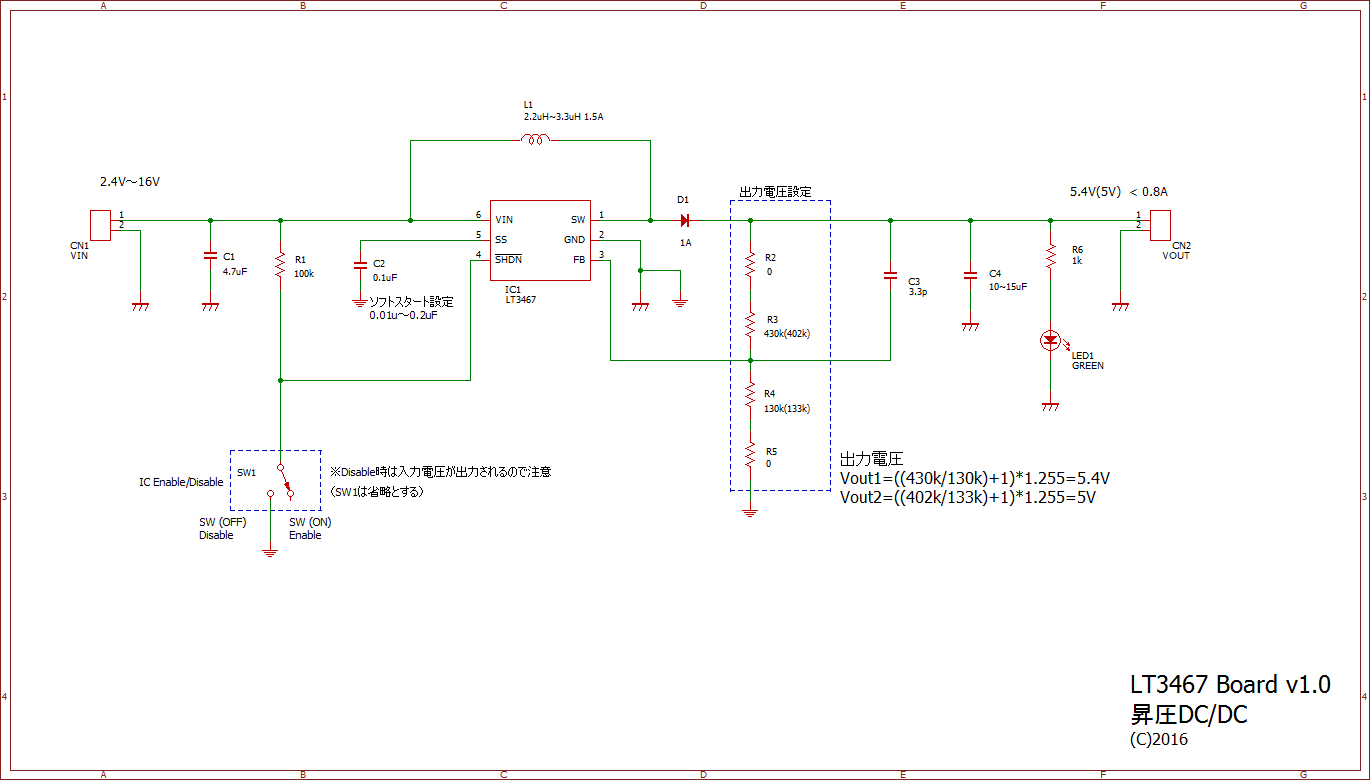 A B C D E F G
1
L1
2.2uH~3.3uH 1.5A
2.4V～16V
1
2
CN1
VIN
C1
4.7uF
R1
100k
6 VIN
5 SS
4 SHDN
SW 1
GND 2
FB 3
IC1
LT3467
C2
0.1uF
ソフトスタート設定
0.01u～0.2uF
D1
1A
出力電圧設定
R2
0
R3
430k(402k)
R4
130k(133k)
R5
0
C3
3.3p
C4
10~15uF
5.4V(5V) < 0.8A
1
2
CN2
VOUT
R6
1k
LED1
GREEN
1
2
2
IC Enable/Disable
SW1
※Disable時は入力電圧が出力されるので注意
(SW1は省略とする)
SW (OFF)
Disable
SW (ON)
Enable
出力電圧
Vout1=((430k/130k)+1)*1.255=5.4V
Vout2=((402k/133k)+1)*1.255=5V
3
3
4
4
LT3467 Board v1.0
昇圧DC/DC
(C)2016
A B C D E F G